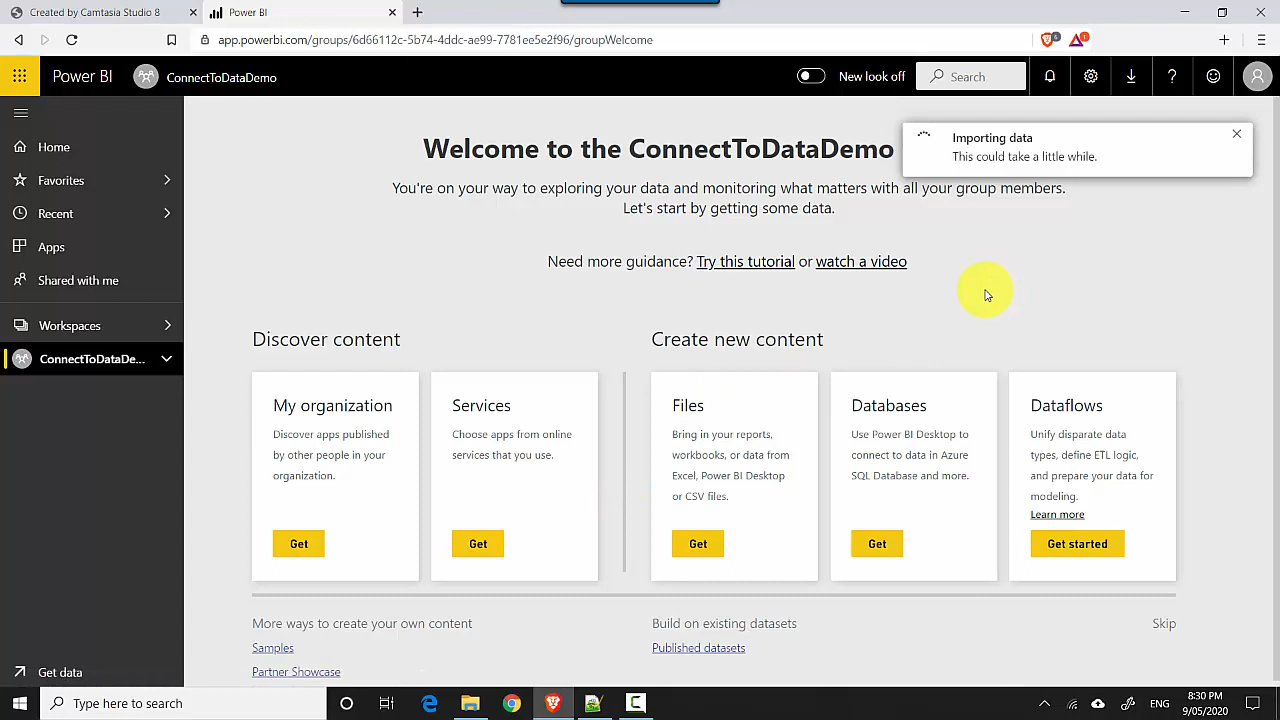 Created by Camtasia Studio 8
Power BI
app.powerbi.com/groups/6d66112c-5b74-4ddc-ae99-7781ee5e2f96/groupWelcome
6
1
Power BI
ConnectToDataDemo
New look off
Search
Home
Favorites
Recent
Apps
Shared with me
Workspaces
ConnectToDataDe...
Get data
Importing data
This could take a little while.
Welcome to the ConnectToDataDemo
You're on your way to exploring your data and monitoring what matters with all your group members.
Let's start by getting some data.
Need more guidance? Try this tutorial or watch a video
Discover content
My organization
Discover apps published
by other people in your
organization.
Get
Services
Choose apps from online
services that you use.
Get
Create new content
Files
Bring in your reports,
workbooks, or data from
Excel, Power BI Desktop
or CSV files.
Get
Databases
Use Power BI Desktop to
connect to data in Azure
SQL Database and more.
Get
Dataflows
Unify disparate data
types, define ETL logic,
and prepare your data for
modeling.
Learn more
Get started
More ways to create your own content
Samples
Partner Showcase
Build on existing datasets
Published datasets
Skip
Type here to search
ENG
8:30 PM
9/05/2020